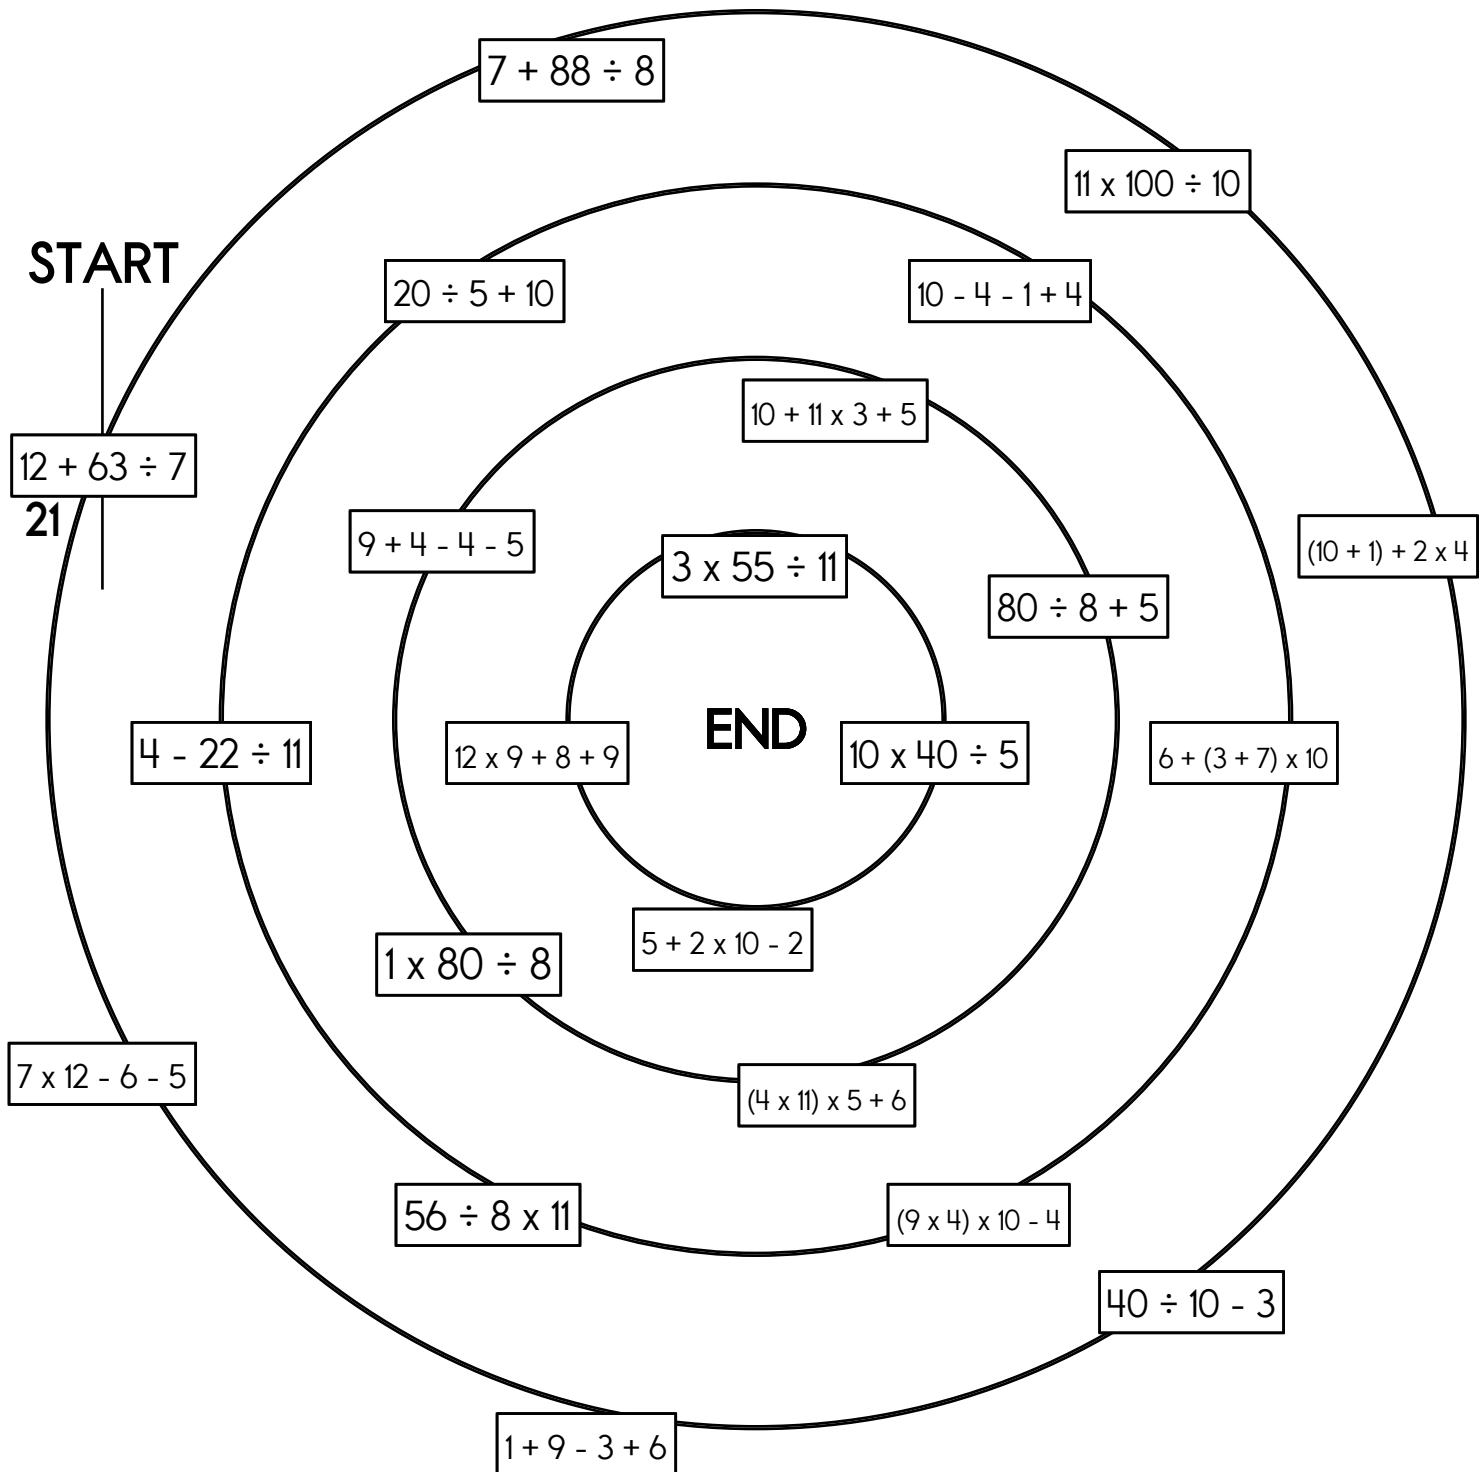 7 + 88 ÷ 8
11 x 100 ÷ 10
START
20 ÷ 5 + 10
10 - 4 - 1 + 4
10 + 11 x 3 + 5
12 + 63 ÷ 7
21
9 + 4 - 4 - 5
3 x 55 ÷ 11
(10 + 1) + 2 x 4
80 ÷ 8 + 5
END
4 - 22 ÷ 11
12 x 9 + 8 + 9
10 x 40 ÷ 5
6 + (3 + 7) x 10
5 + 2 x 10 - 2
1 x 80 ÷ 8
7 x 12 - 6 - 5
(4 x 11) x 5 + 6
56 ÷ 8 x 11
(9 x 4) x 10 - 4
40 ÷ 10 - 3
1 + 9 - 3 + 6